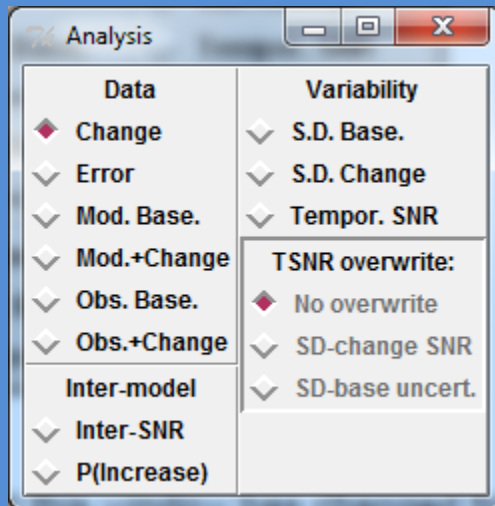 Analysis
Data
Change
Error
Mod. Base.
Mod.+Change
Obs. Base.
Obs.+Change
Inter-model
Inter-SNR
P(Increase)
Variability
S.D. Base.
S.D. Change
Tempor. SNR
TSNR overwrite:
No overwrite
SD-change SNR
SD-base uncert.